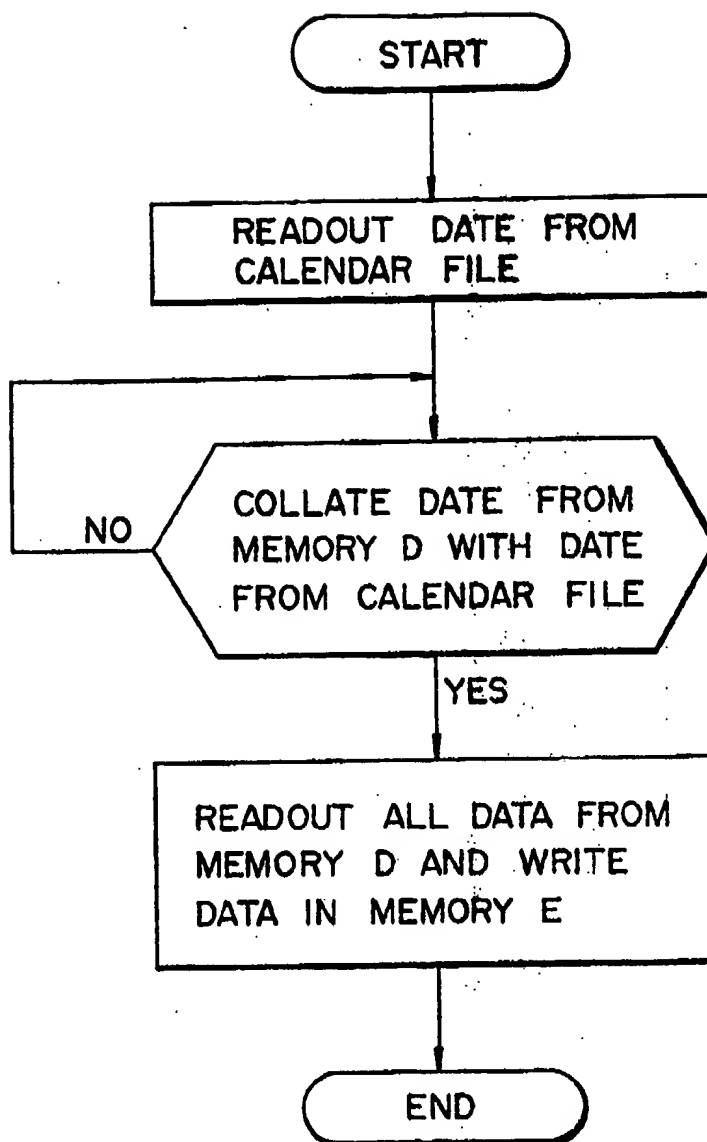 START
READOUT DATE FROM
CALENDAR FILE
COLLATE DATE FROM
MEMORY D WITH DATE
FROM CALENDAR FILE
NO
YES
READOUT ALL DATA FROM
MEMORY D AND WRITE
DATA IN MEMORY E
END